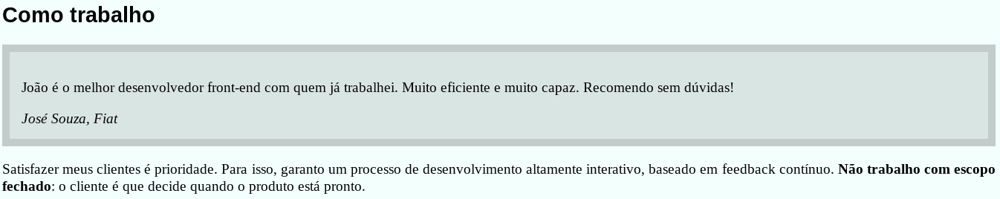 Como trabalho
João é o melhor desenvolvedor front-end com quem já trabalhei. Muito eficiente e muito capaz. Recomendo sem dúvidas!
José Souza, Fiat
Satisfazer meus clientes é prioridade. Para isso, garanto um processo de desenvolvimento altamente interativo, baseado em feedback contínuo. Não trabalho com escopo
fechado: o cliente é que decide quando o produto está pronto.